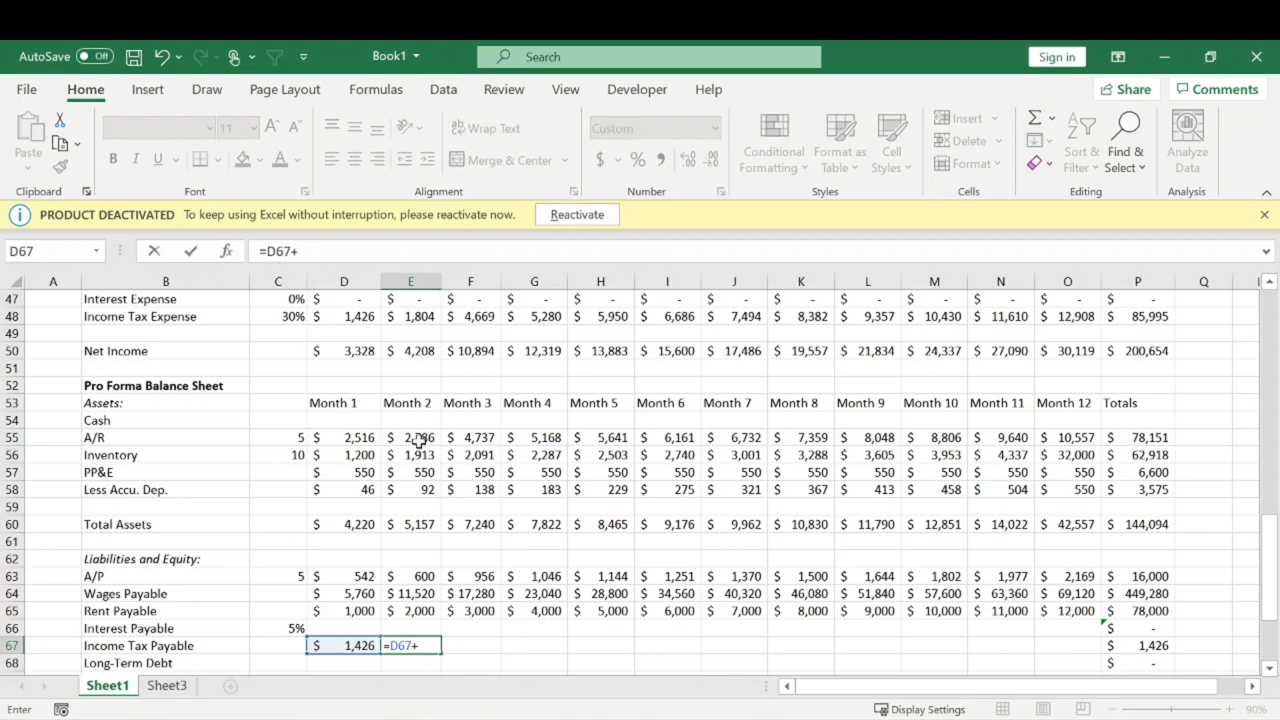 AutoSave Off Book1 Search Sign in
File Home Insert Draw Page Layout Formulas Data Review View Developer Help Share Comments
Paste 11 Wrap Text Custom Insert
B I U Merge & Center $ % Conditional Formatting Format as Table Cell Styles Delete Format Sort & Filter Find & Select Analyze Data
Clipboard Font Alignment Number Styles Cells Editing Analysis
PRODUCT DEACTIVATED To keep using Excel without interruption, please reactivate now. Reactivate
D67 fx =D67+
A B C D E F G H I J K L M N O P Q
47 Interest Expense 0% $ - $ - $ - $ - $ - $ - $ - $ - $ - $ - $ - $ - $ -
48 Income Tax Expense 30% $ 1,426 $ 1,804 $ 4,669 $ 5,280 $ 5,950 $ 6,686 $ 7,494 $ 8,382 $ 9,357 $ 10,430 $ 11,610 $ 12,908 $ 85,995
49
50 Net Income $ 3,328 $ 4,208 $ 10,894 $ 12,319 $ 13,883 $ 15,600 $ 17,486 $ 19,557 $ 21,834 $ 24,337 $ 27,090 $ 30,119 $ 200,654
51
52 Pro Forma Balance Sheet
53 Assets: Month 1 Month 2 Month 3 Month 4 Month 5 Month 6 Month 7 Month 8 Month 9 Month 10 Month 11 Month 12 Totals
54 Cash
55 A/R 5 $ 2,516 $ $ 4,737 $ 5,168 $ 5,641 $ 6,161 $ 6,732 $ 7,359 $ 8,048 $ 8,806 $ 9,640 $ 10,557 $ 78,151
56 Inventory 10 $ 1,200 $ 1,913 $ 2,091 $ 2,287 $ 2,503 $ 2,740 $ 3,001 $ 3,288 $ 3,605 $ 3,953 $ 4,337 $ 32,000 $ 62,918
57 PP&E $ 550 $ 550 $ 550 $ 550 $ 550 $ 550 $ 550 $ 550 $ 550 $ 550 $ 550 $ 550 $ 6,600
58 Less Accu. Dep. $ 46 $ 92 $ 138 $ 183 $ 229 $ 275 $ 321 $ 367 $ 413 $ 458 $ 504 $ 550 $ 3,575
59
60 Total Assets $ 4,220 $ 5,157 $ 7,240 $ 7,822 $ 8,465 $ 9,176 $ 9,962 $ 10,830 $ 11,790 $ 12,851 $ 14,022 $ 42,557 $ 144,094
61
62 Liabilities and Equity:
63 A/P 5 $ 542 $ 600 $ 956 $ 1,046 $ 1,144 $ 1,251 $ 1,370 $ 1,500 $ 1,644 $ 1,802 $ 1,977 $ 2,169 $ 16,000
64 Wages Payable $ 5,760 $ 11,520 $ 17,280 $ 23,040 $ 28,800 $ 34,560 $ 40,320 $ 46,080 $ 51,840 $ 57,600 $ 63,360 $ 69,120 $ 449,280
65 Rent Payable $ 1,000 $ 2,000 $ 3,000 $ 4,000 $ 5,000 $ 6,000 $ 7,000 $ 8,000 $ 9,000 $ 10,000 $ 11,000 $ 12,000 $ 78,000
66 Interest Payable 5% $ -
67 Income Tax Payable $ 1,426 =D67+ $ 1,426
68 Long-Term Debt $ -
Sheet1 Sheet3
Enter Display Settings 90%